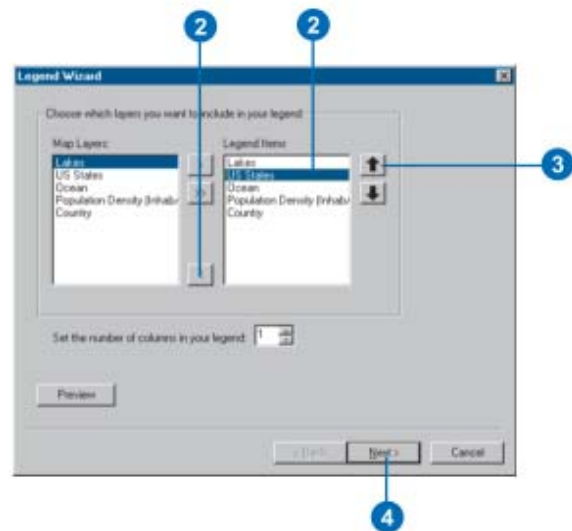 2
2
Legend Wizard
Choose which layers you want to include in your legend:
Map Layers:
Legend Items
Lakes
US States
Ocean
Population Density (Inhab/
Country
>
>>
<
Lakes
US States
Ocean
Population Density (Inhab/
Country
3
Set the number of columns in your legend:
1
Preview
< Back
Next >
Cancel
4